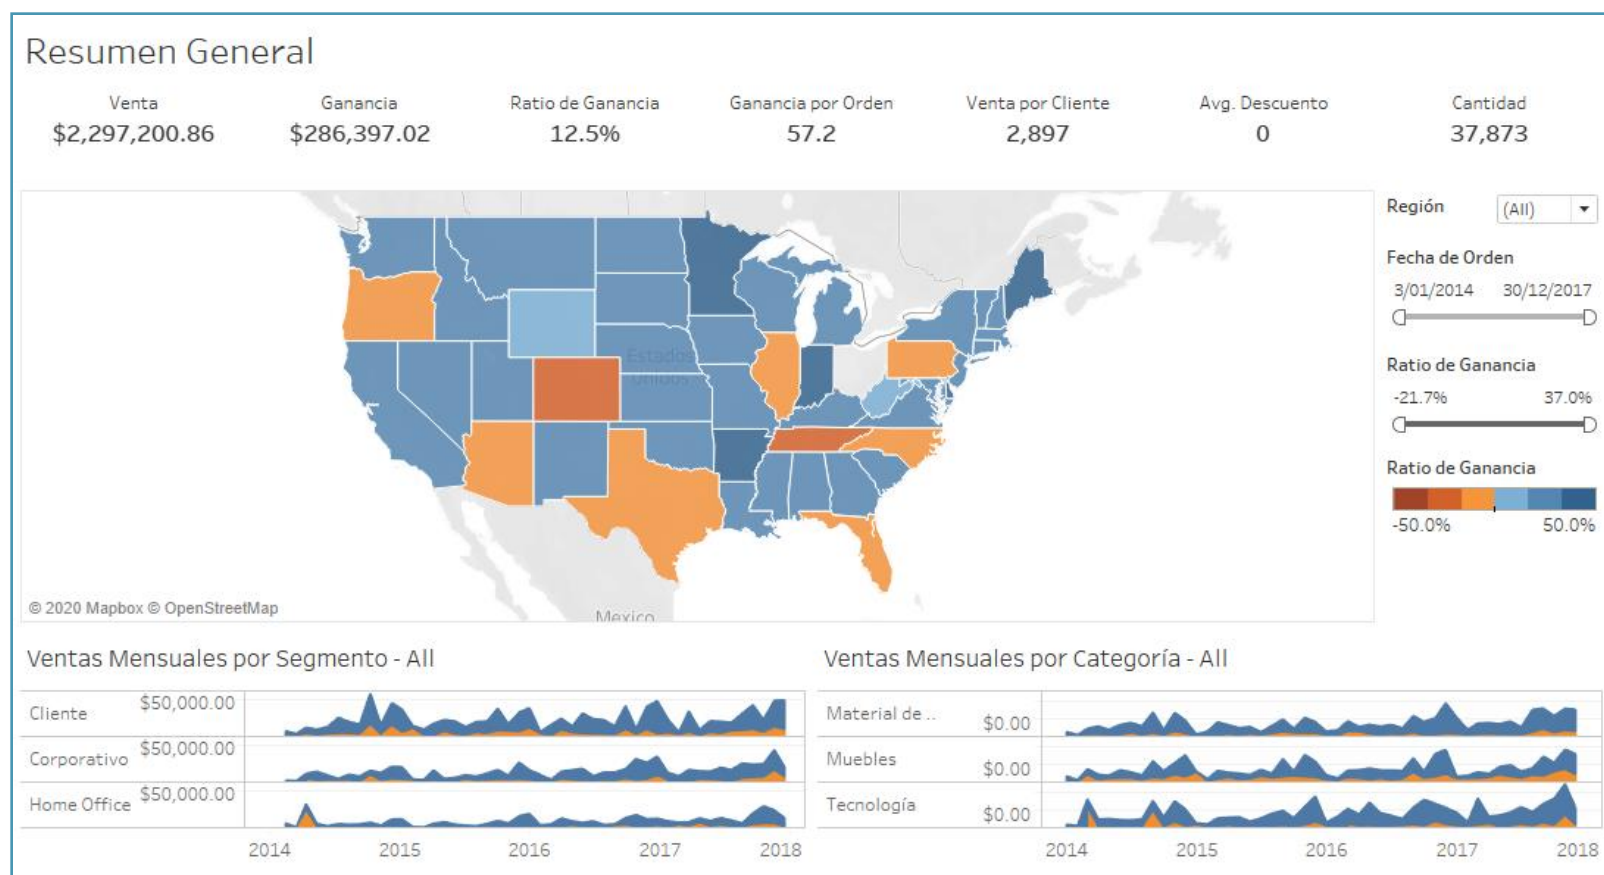 Resumen General
Venta Ganancia Ratio de Ganancia Ganancia por Orden Venta por Cliente Avg. Descuento Cantidad
$2,297,200.86 $286,397.02 12.5% 57.2 2,897 0 37,873
Región (All)
Fecha de Orden
3/01/2014 30/12/2017
Ratio de Ganancia
-21.7% 37.0%
Ratio de Ganancia
-50.0% 50.0%
Estados
Unidos
Mexico
© 2020 Mapbox © OpenStreetMap
Ventas Mensuales por Segmento - All
Cliente $50,000.00
Corporativo $50,000.00
Home Office $50,000.00
2014 2015 2016 2017 2018
Ventas Mensuales por Categoría - All
Material de .. $0.00
Muebles $0.00
Tecnología $0.00
2014 2015 2016 2017 2018